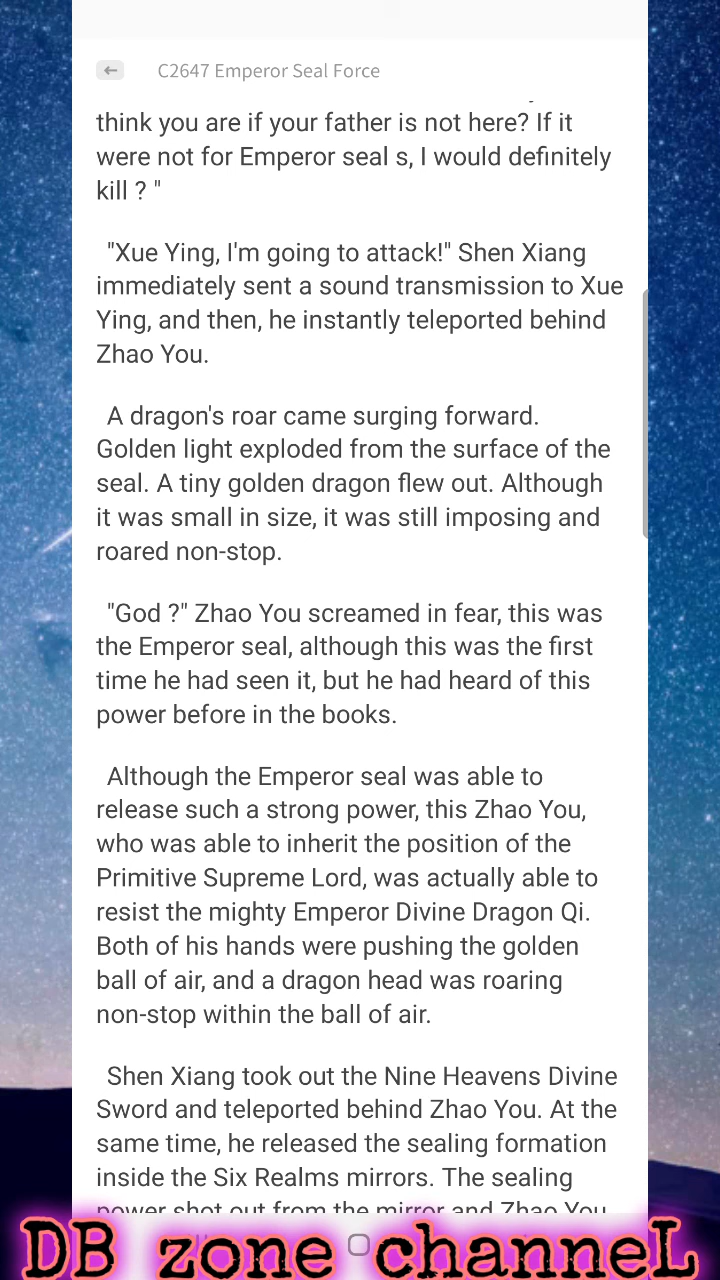 C2647 Emperor Seal Force
think you are if your father is not here? If it
were not for Emperor seal s, I would definitely
kill ? "
"Xue Ying, I'm going to attack!" Shen Xiang
immediately sent a sound transmission to Xue
Ying, and then, he instantly teleported behind
Zhao You.
A dragon's roar came surging forward.
Golden light exploded from the surface of the
seal. A tiny golden dragon flew out. Although
it was small in size, it was still imposing and
roared non-stop.
"God ?" Zhao You screamed in fear, this was
the Emperor seal, although this was the first
time he had seen it, but he had heard of this
power before in the books.
Although the Emperor seal was able to
release such a strong power, this Zhao You,
who was able to inherit the position of the
Primitive Supreme Lord, was actually able to
resist the mighty Emperor Divine Dragon Qi.
Both of his hands were pushing the golden
ball of air, and a dragon head was roaring
non-stop within the ball of air.
Shen Xiang took out the Nine Heavens Divine
Sword and teleported behind Zhao You. At the
same time, he released the sealing formation
inside the Six Realms mirrors. The sealing
power shot out from the mirror and Zhao You
DB zone channeL